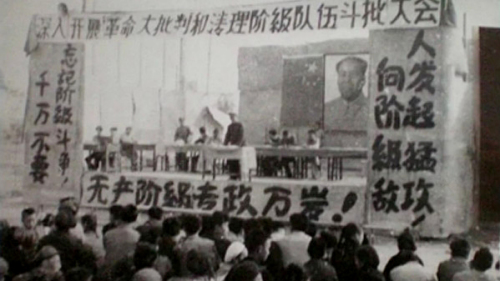 深入开展革命大批判和清理阶级队伍斗批大会
千万不要
忘记阶级斗争！
无产阶级专政万岁！
向阶级敌
人发起猛攻！